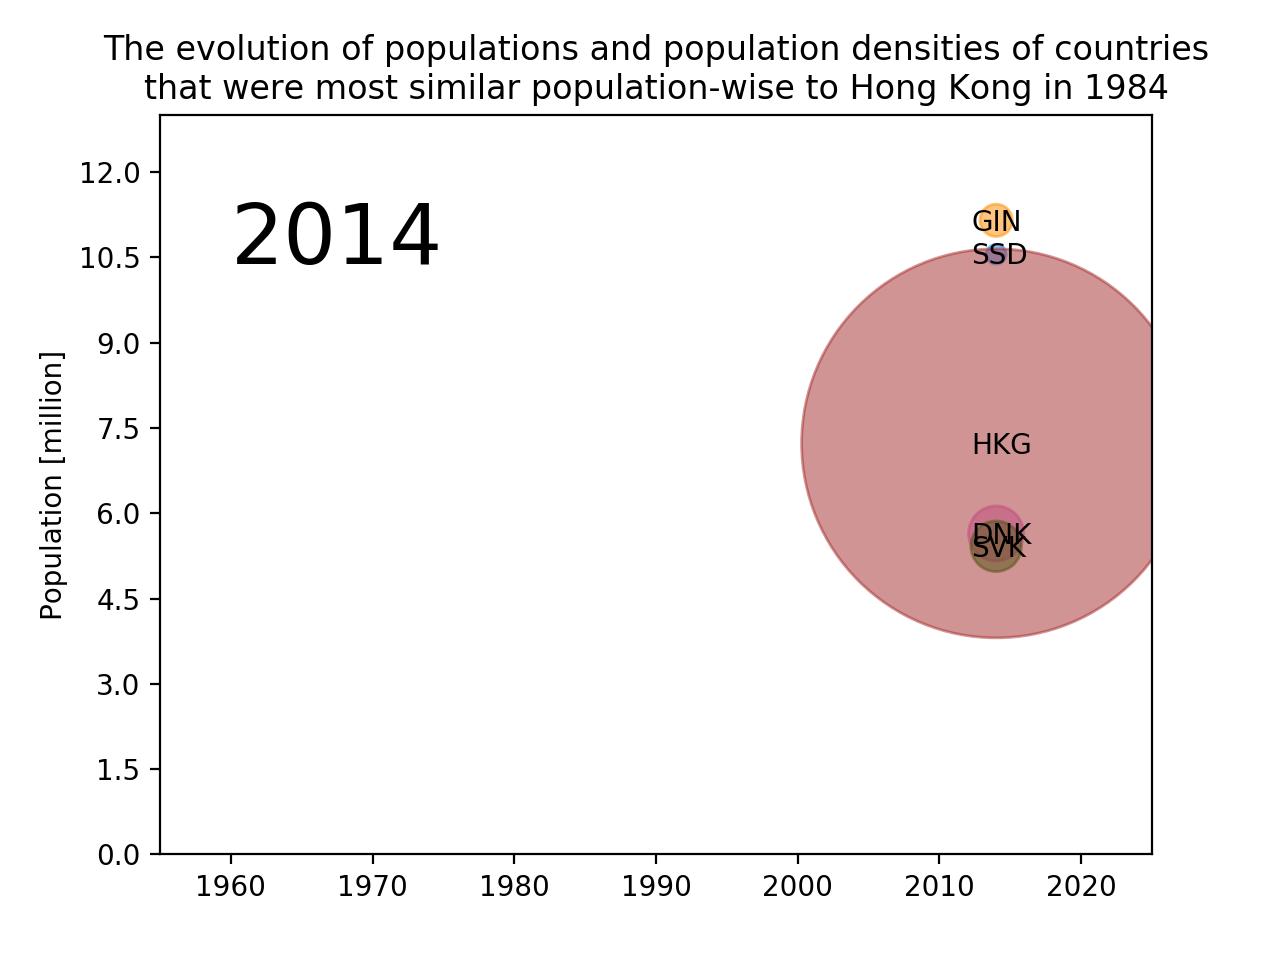 The evolution of populations and population densities of countries
that were most similar population-wise to Hong Kong in 1984
12.0
2014
GIN
10.5
SSD
9.0
Population [million]
7.5
HKG
6.0
DNK
SVK
4.5
3.0
1.5
0.0
1960 1970 1980 1990 2000 2010 2020